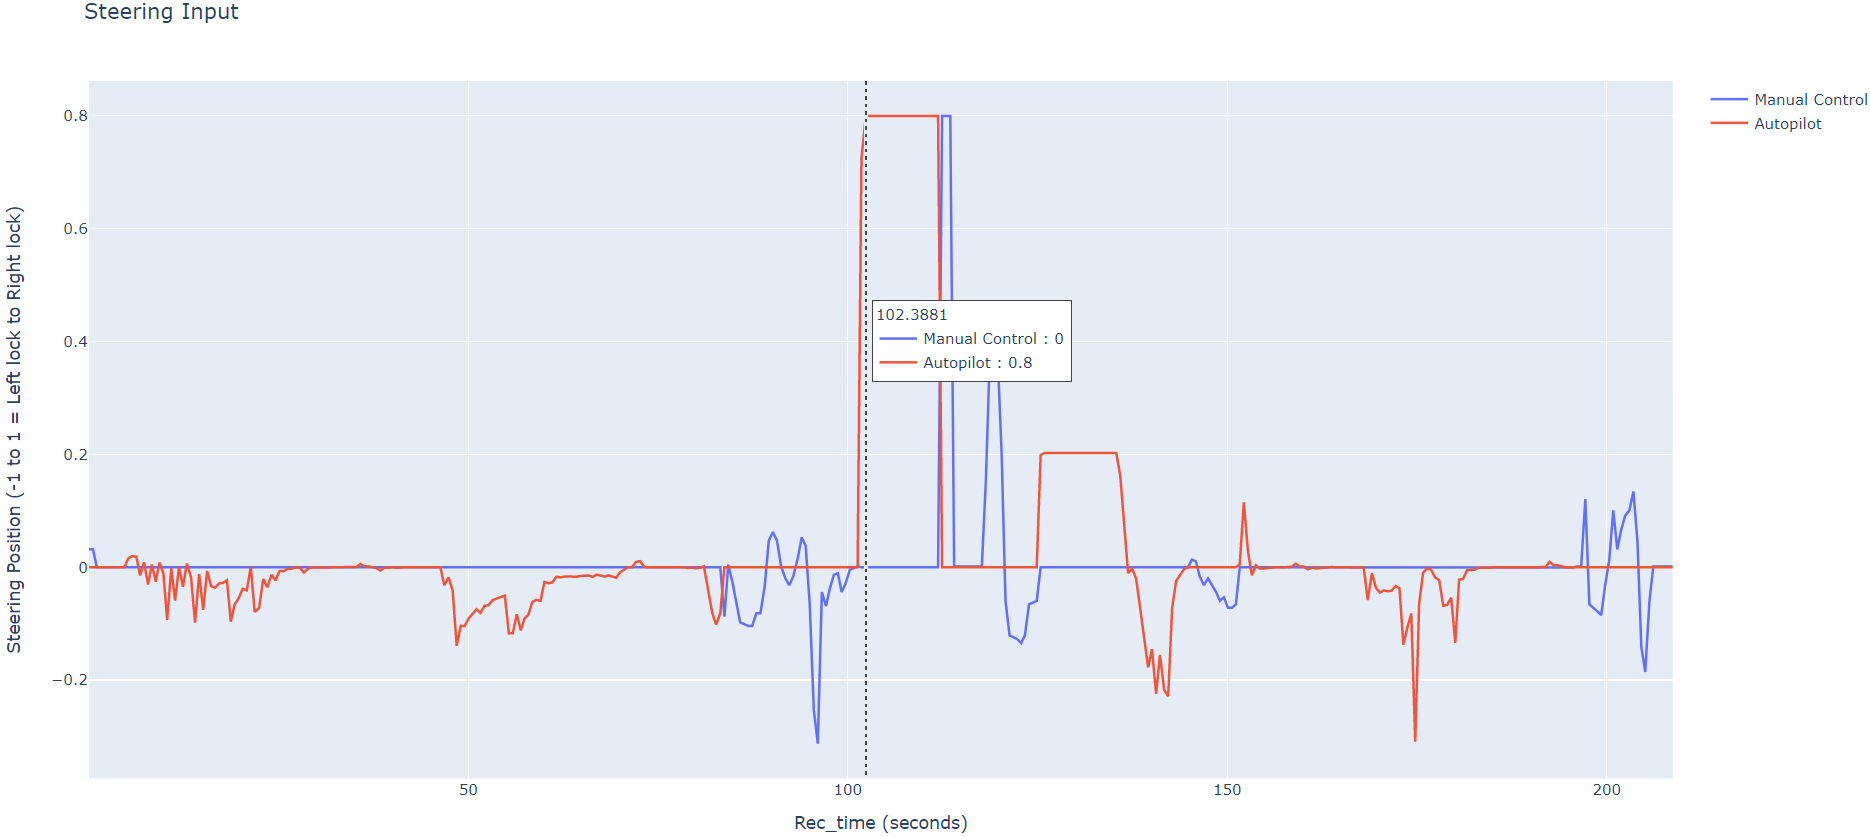 Steering Input
Manual Control
Autopilot
Steering Position (-1 to 1 = Left lock to Right lock)
0.8
0.6
0.4
0.2
0
−0.2
102.3881
Manual Control : 0
Autopilot : 0.8
50
100
150
200
Rec_time (seconds)